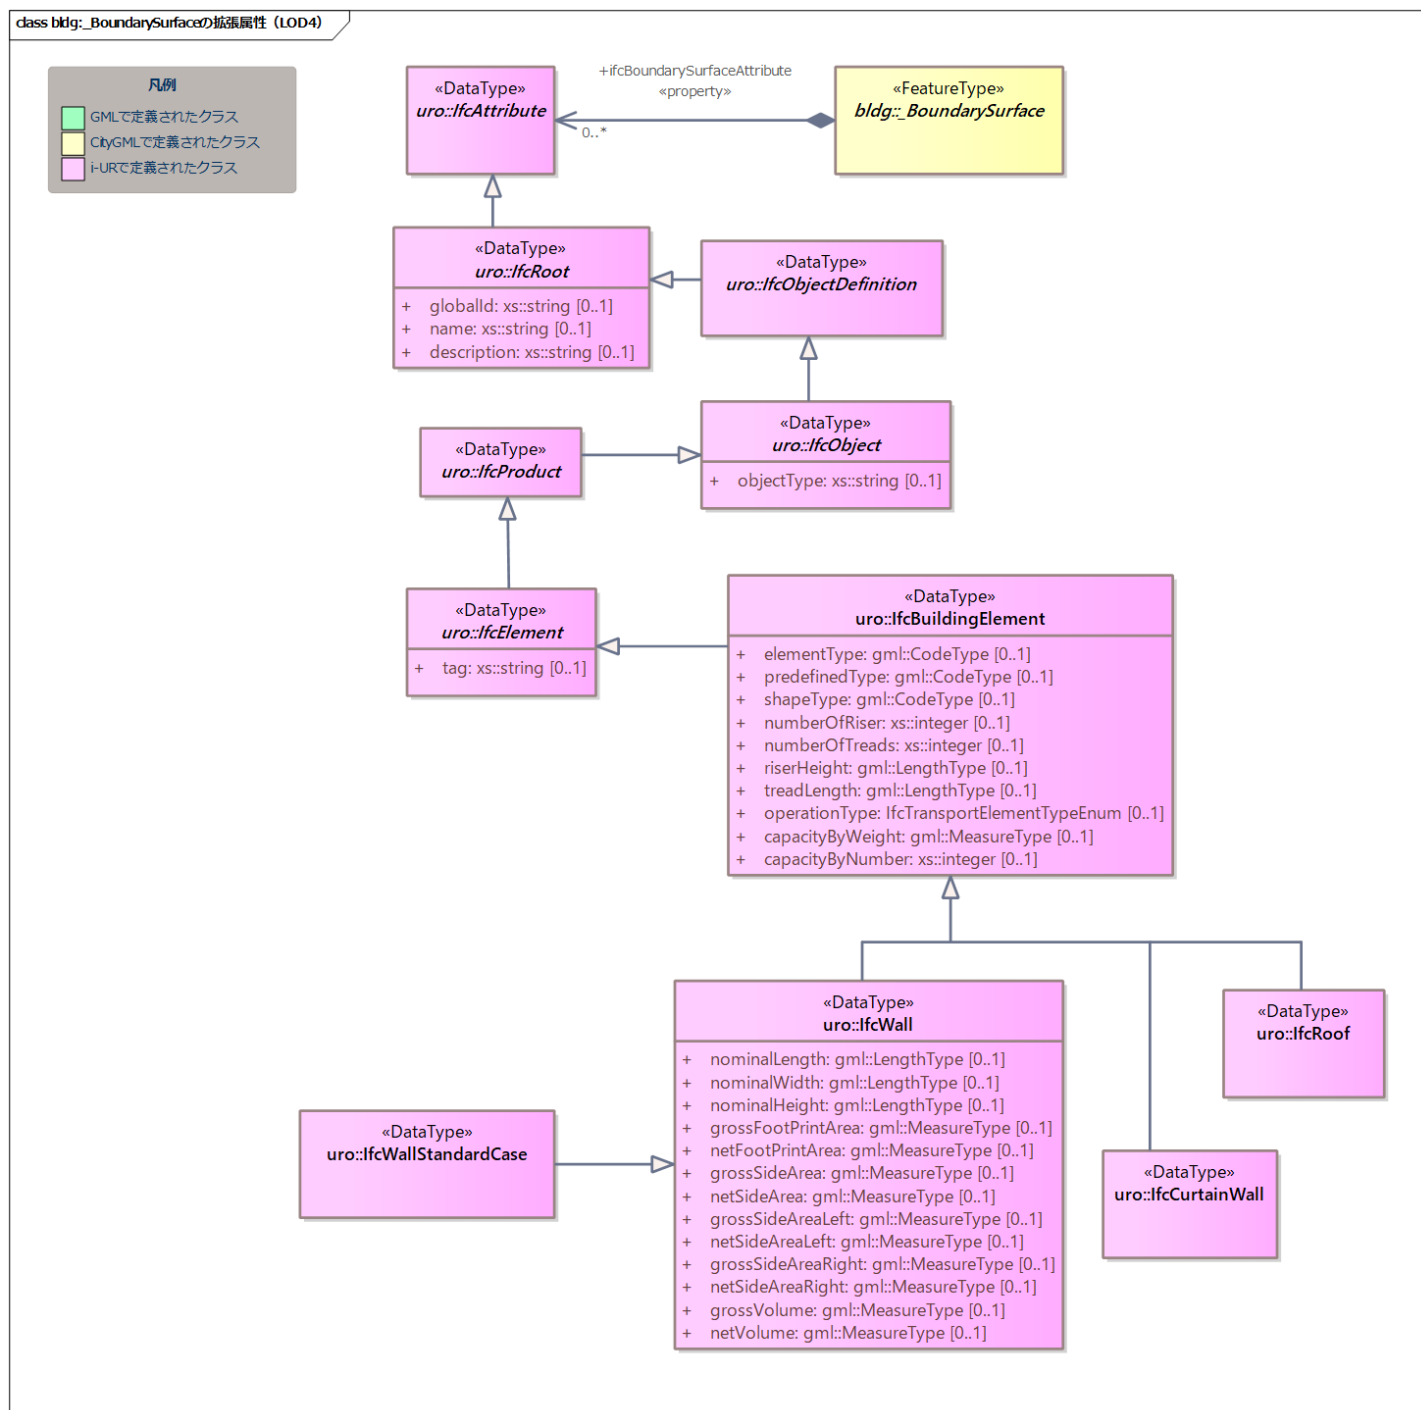 class bldg:_BoundarySurfaceの拡張属性（LOD4）
凡例
GMLで定義されたクラス
CityGMLで定義されたクラス
i-URで定義されたクラス
«DataType»
uro::IfcAttribute
+ifcBoundarySurfaceAttribute
«property»
0..*
«FeatureType»
bldg::_BoundarySurface
«DataType»
uro::IfcRoot
+ globalId: xs::string [0..1]
+ name: xs::string [0..1]
+ description: xs::string [0..1]
«DataType»
uro::IfcObjectDefinition
«DataType»
uro::IfcProduct
«DataType»
uro::IfcObject
+ objectType: xs::string [0..1]
«DataType»
uro::IfcElement
+ tag: xs::string [0..1]
«DataType»
uro::IfcBuildingElement
+ elementType: gml::CodeType [0..1]
+ predefinedType: gml::CodeType [0..1]
+ shapeType: gml::CodeType [0..1]
+ numberOfRiser: xs::integer [0..1]
+ numberOfTreads: xs::integer [0..1]
+ riserHeight: gml::LengthType [0..1]
+ treadLength: gml::LengthType [0..1]
+ operationType: IfcTransportElementTypeEnum [0..1]
+ capacityByWeight: gml::MeasureType [0..1]
+ capacityByNumber: xs::integer [0..1]
«DataType»
uro::IfcWall
+ nominalLength: gml::LengthType [0..1]
+ nominalWidth: gml::LengthType [0..1]
+ nominalHeight: gml::LengthType [0..1]
+ grossFootPrintArea: gml::MeasureType [0..1]
+ netFootPrintArea: gml::MeasureType [0..1]
+ grossSideArea: gml::MeasureType [0..1]
+ netSideArea: gml::MeasureType [0..1]
+ grossSideAreaLeft: gml::MeasureType [0..1]
+ netSideAreaLeft: gml::MeasureType [0..1]
+ grossSideAreaRight: gml::MeasureType [0..1]
+ netSideAreaRight: gml::MeasureType [0..1]
+ grossVolume: gml::MeasureType [0..1]
+ netVolume: gml::MeasureType [0..1]
«DataType»
uro::IfcRoof
«DataType»
uro::IfcWallStandardCase
«DataType»
uro::IfcCurtainWall